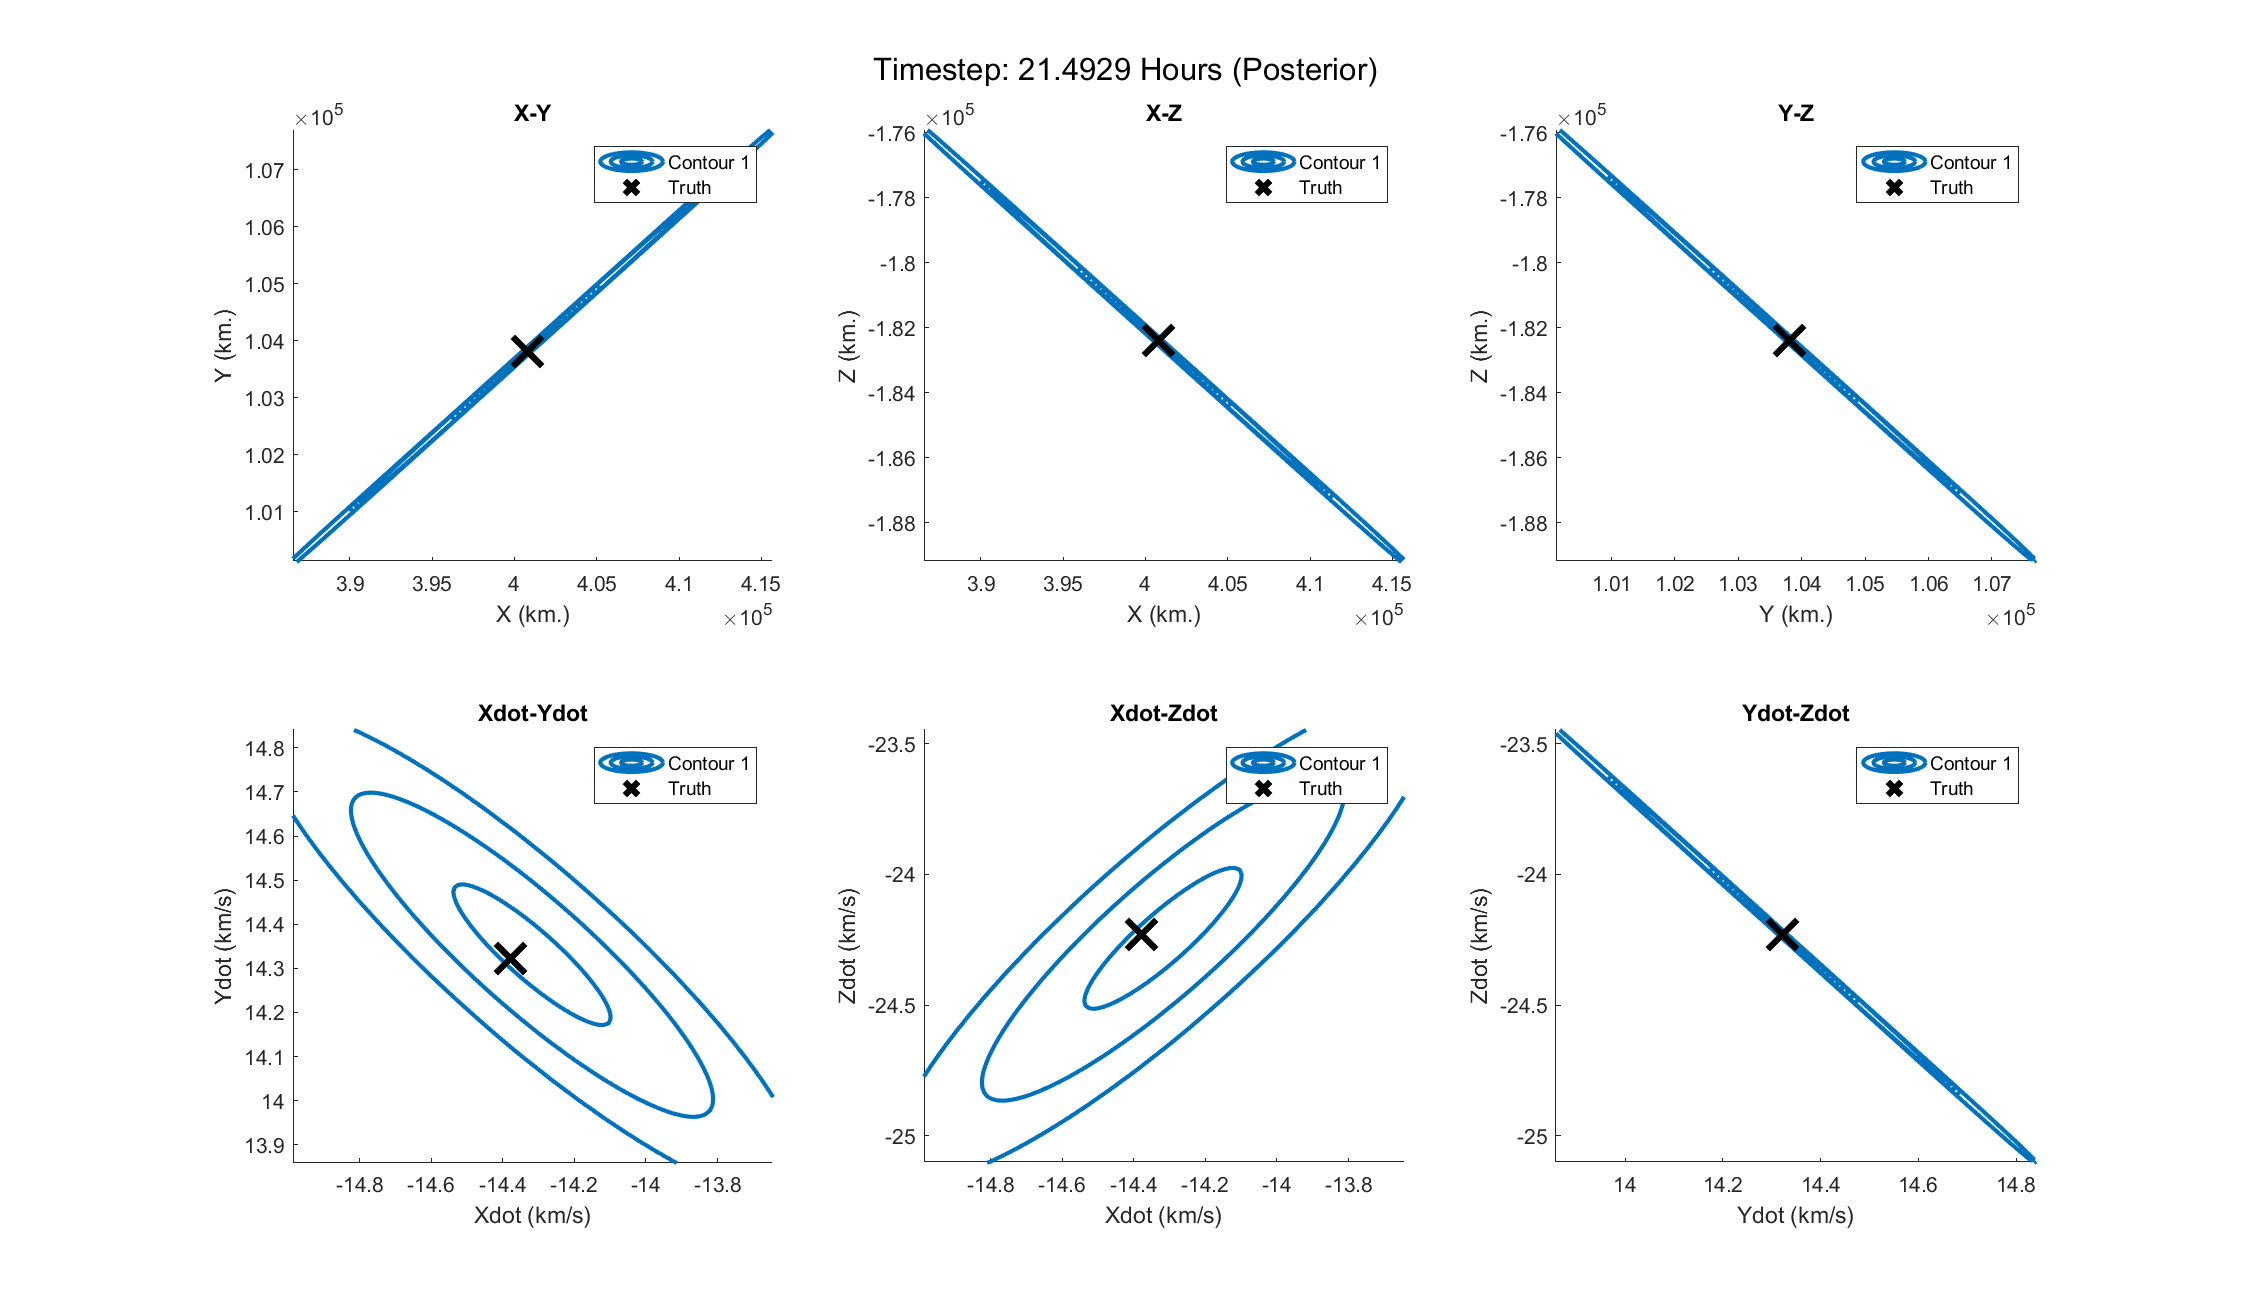 Timestep: 21.4929 Hours (Posterior)
X-Y
×10^5
1.07
1.06
1.05
1.04
1.03
1.02
1.01
Y (km.)
3.9 3.95 4 4.05 4.1 4.15
X (km.)
×10^5
Contour 1
Truth
X-Z
×10^5
-1.76
-1.78
-1.8
-1.82
-1.84
-1.86
-1.88
Z (km.)
3.9 3.95 4 4.05 4.1 4.15
X (km.)
×10^5
Contour 1
Truth
Y-Z
×10^5
-1.76
-1.78
-1.8
-1.82
-1.84
-1.86
-1.88
Z (km.)
1.01 1.02 1.03 1.04 1.05 1.06 1.07
Y (km.)
×10^5
Contour 1
Truth
Xdot-Ydot
14.8
14.7
14.6
14.5
14.4
14.3
14.2
14.1
14
13.9
Ydot (km/s)
-14.8 -14.6 -14.4 -14.2 -14 -13.8
Xdot (km/s)
Contour 1
Truth
Xdot-Zdot
-23.5
-24
-24.5
-25
Zdot (km/s)
-14.8 -14.6 -14.4 -14.2 -14 -13.8
Xdot (km/s)
Contour 1
Truth
Ydot-Zdot
-23.5
-24
-24.5
-25
Zdot (km/s)
14 14.2 14.4 14.6 14.8
Ydot (km/s)
Contour 1
Truth